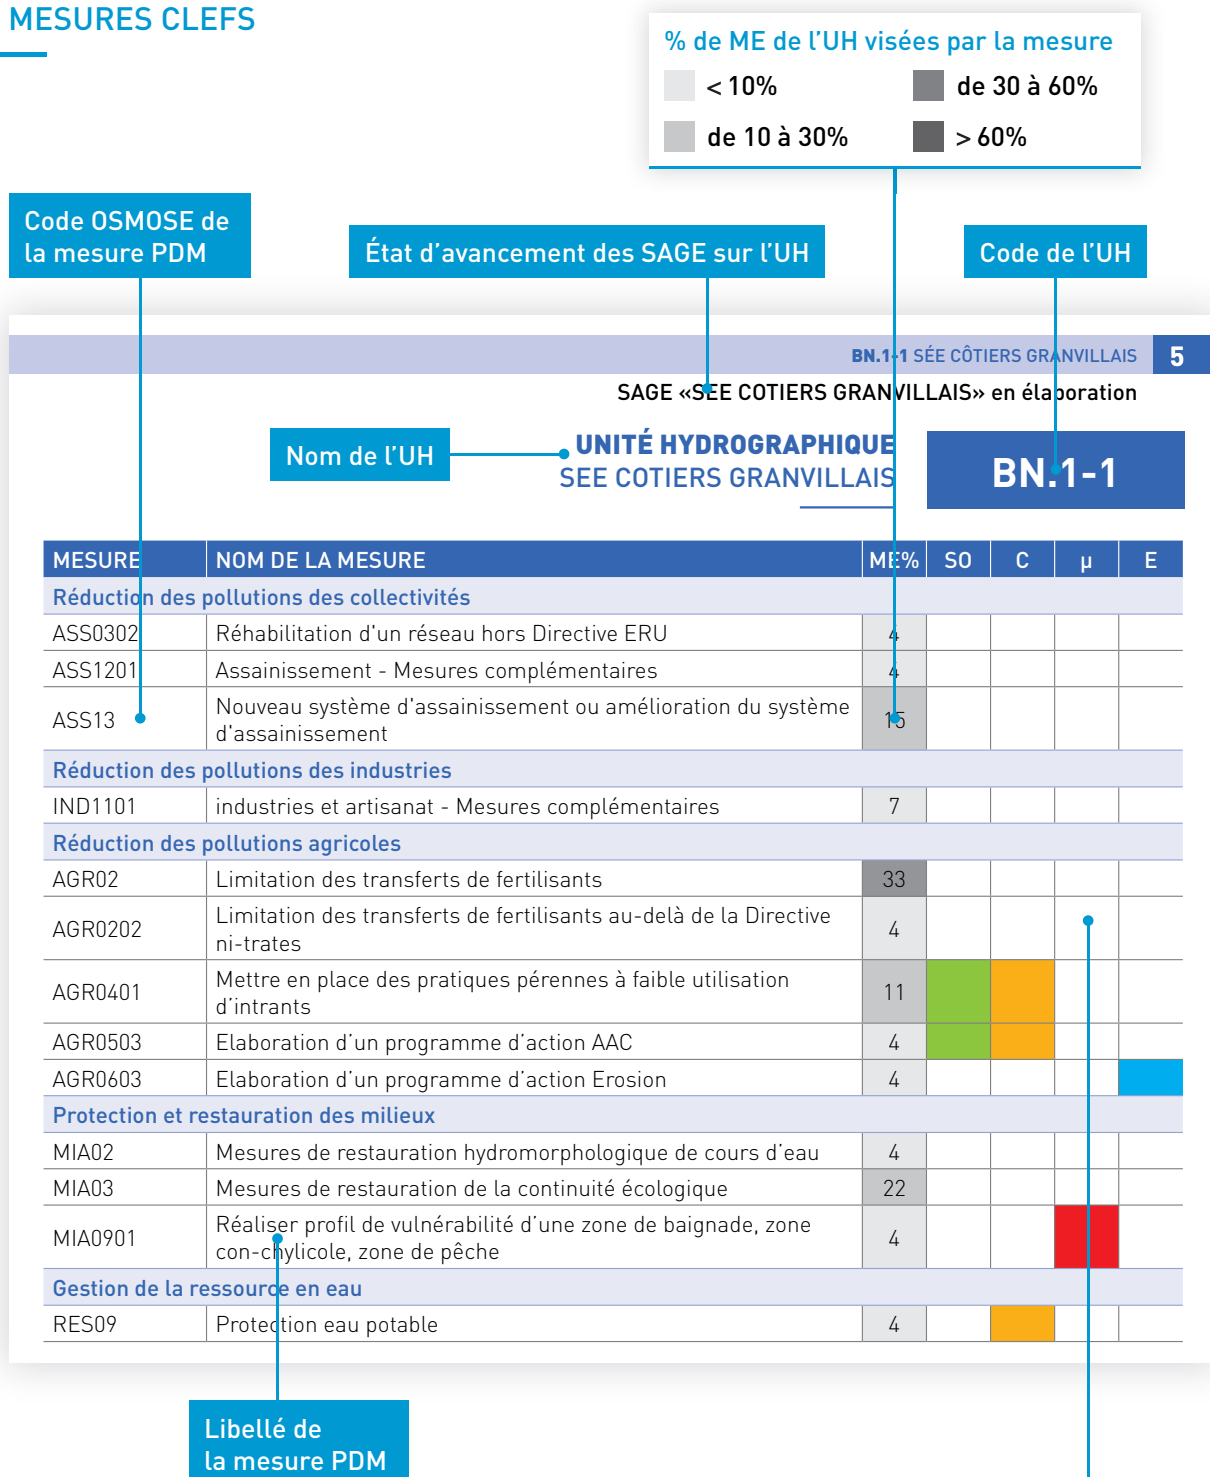 MESURES CLEFS
% de ME de l’UH visées par la mesure
< 10%
de 30 à 60%
de 10 à 30%
> 60%
Code OSMOSE de
la mesure PDM
État d’avancement des SAGE sur l’UH
Code de l’UH
BN.1-1 SÉE CÔTIERS GRANVILLAIS 5
SAGE «SEE COTIERS GRANVILLAIS» en élaboration
Nom de l’UH
UNITÉ HYDROGRAPHIQUE
SEE COTIERS GRANVILLAIS
BN.1-1
MESURE NOM DE LA MESURE ME% SO C µ E
Réduction des pollutions des collectivités
ASS0302 Réhabilitation d'un réseau hors Directive ERU 4
ASS1201 Assainissement - Mesures complémentaires 4
ASS13 Nouveau système d'assainissement ou amélioration du système
d'assainissement 15
Réduction des pollutions des industries
IND1101 industries et artisanat - Mesures complémentaires 7
Réduction des pollutions agricoles
AGR02 Limitation des transferts de fertilisants 33
AGR0202 Limitation des transferts de fertilisants au-delà de la Directive
ni-trates 4
AGR0401 Mettre en place des pratiques pérennes à faible utilisation
d’intrants 11
AGR0503 Elaboration d’un programme d’action AAC 4
AGR0603 Elaboration d’un programme d’action Erosion 4
Protection et restauration des milieux
MIA02 Mesures de restauration hydromorphologique de cours d’eau 4
MIA03 Mesures de restauration de la continuité écologique 22
MIA0901 Réaliser profil de vulnérabilité d’une zone de baignade, zone
con-chylicole, zone de pêche 4
Gestion de la ressource en eau
RES09 Protection eau potable 4
Libellé de
la mesure PDM